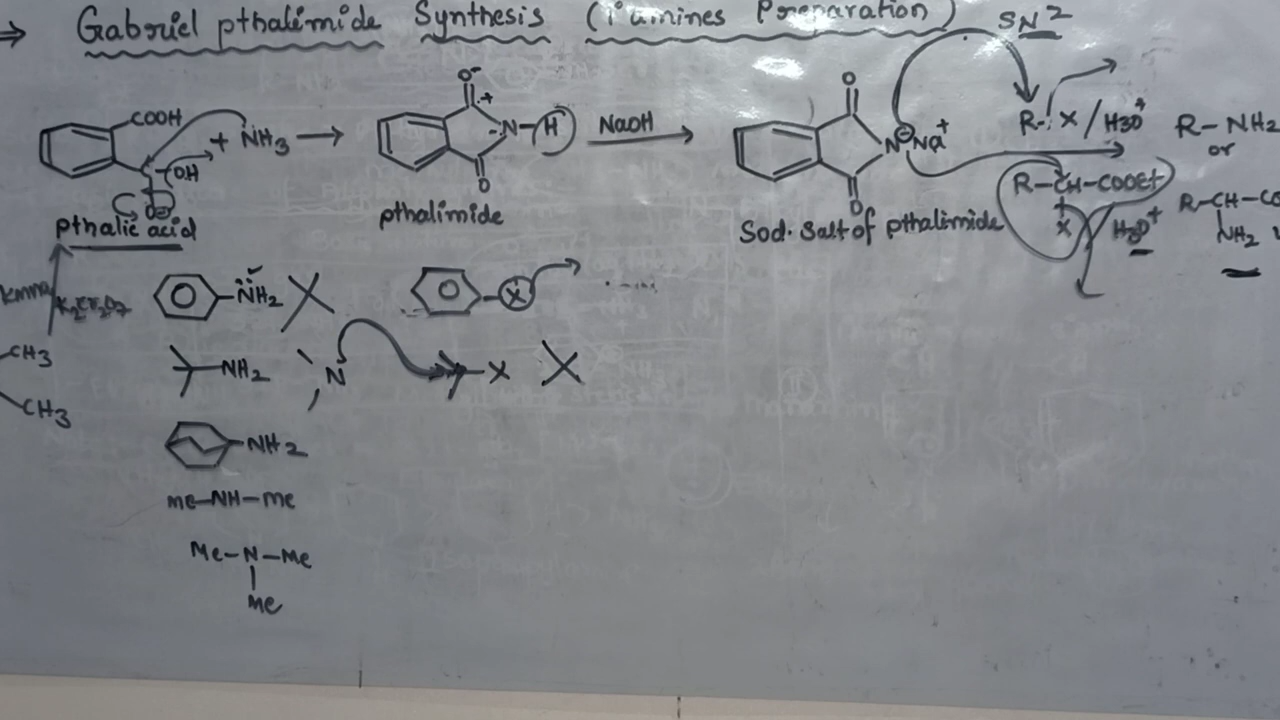 ⇒ Gabriel pthalimide Synthesis (1° amines Preparation)
SN²
COOH
+ NH3 →
C-OH
O⊖
pthalic acid
O⁻
+
- N-H
O
pthalimide
NaOH
O
N⊖Na⁺
O
Sod. Salt of pthalimide
R-X / H3O⁺
R-NH2
or
R-CH-COOEt
X
H3O⁺
R-CH-CO
NH2
K2Cr2O7
CH3
CH3
NH2
X
NH2
N
X
NH2
me-NH-me
Me-N-Me
Me